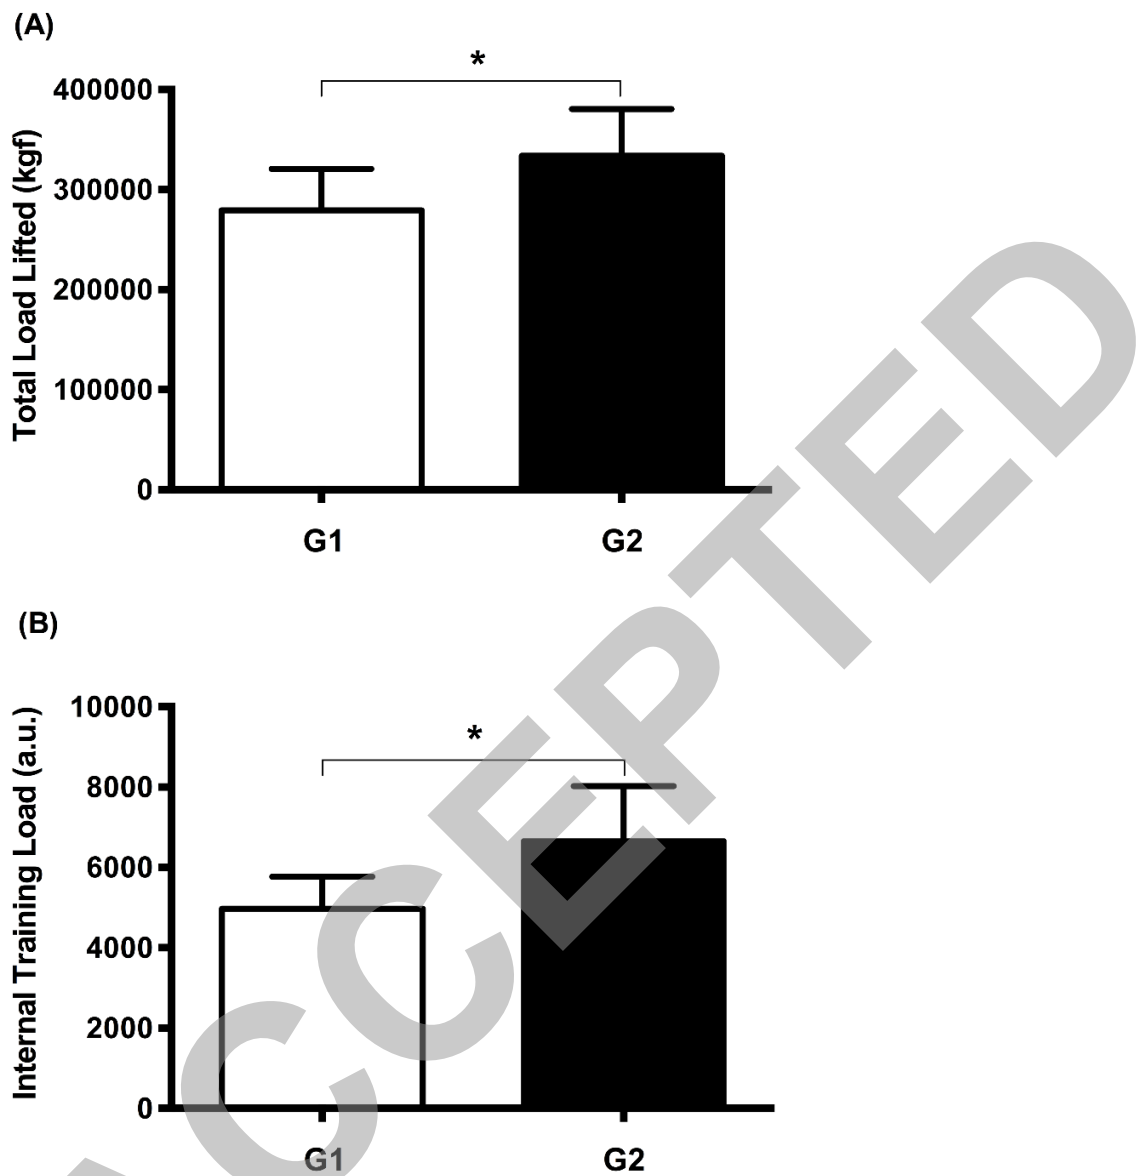 (A)
*
400000
300000
200000
100000
0
Total Load Lifted (kgf)
G1
G2
(B)
*
10000
8000
6000
4000
2000
0
Internal Training Load (a.u.)
G1
G2
ACCEPTED